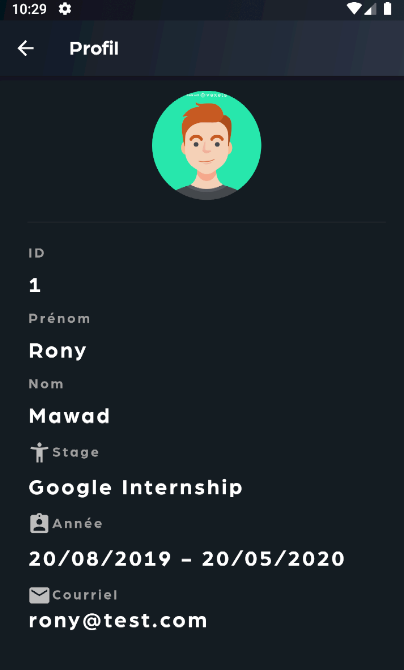 10:29
Profil
ID
1
Prénom
Rony
Nom
Mawad
Stage
Google Internship
Année
20/08/2019 - 20/05/2020
Courriel
rony@test.com